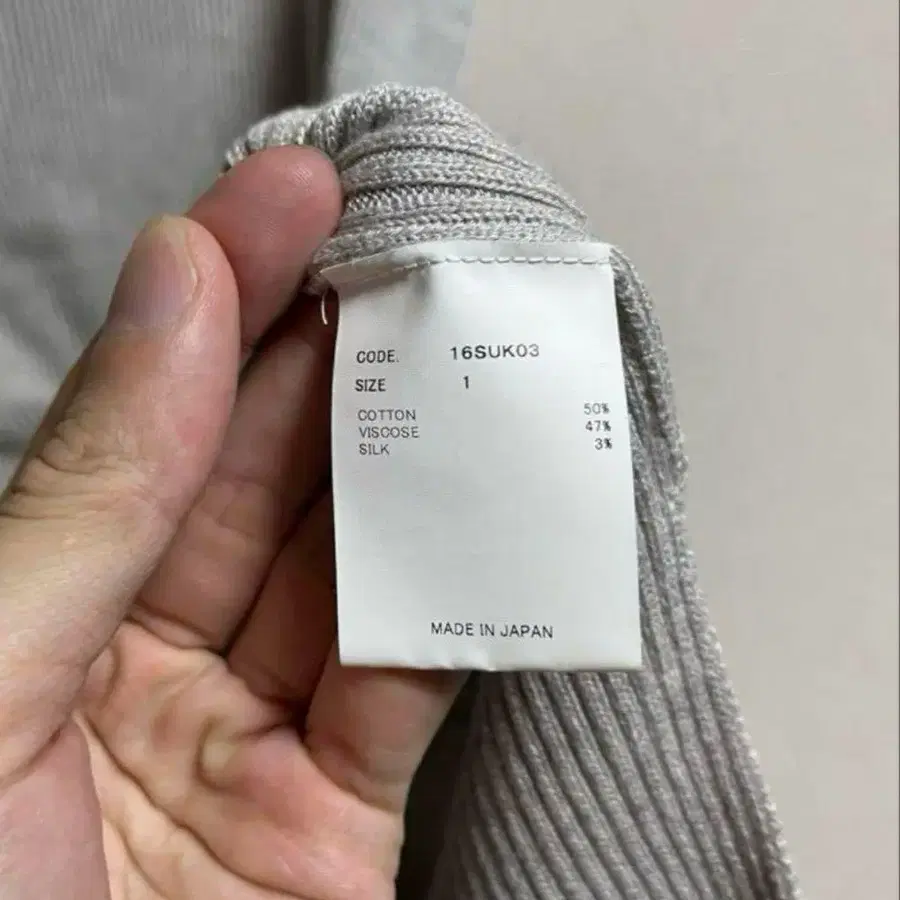 CODE. 16SUK03
SIZE 1
COTTON 50%
VISCOSE 47%
SILK 3%
MADE IN JAPAN